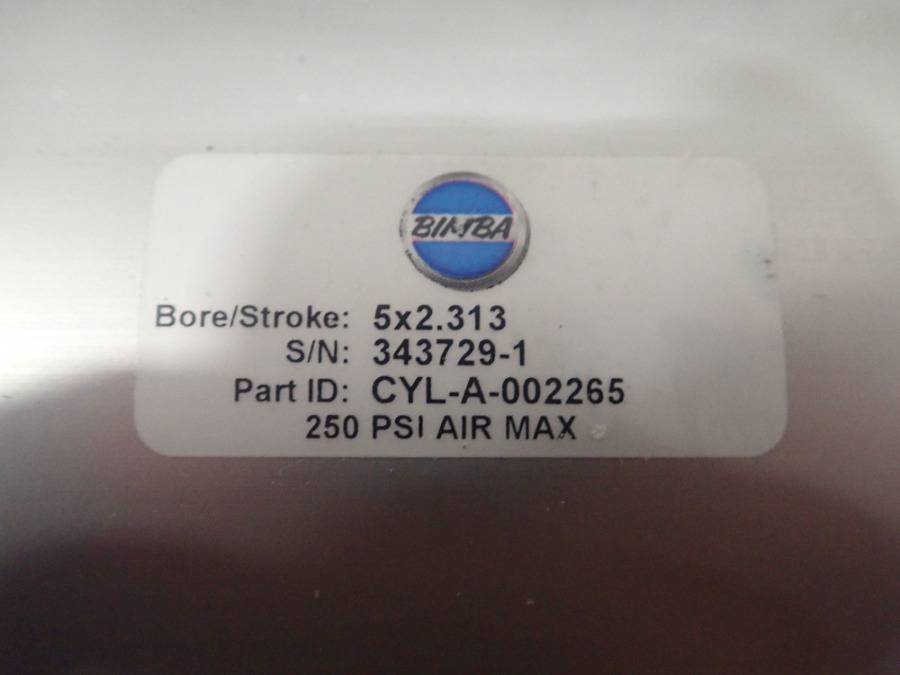 BIMBA
Bore/Stroke: 5x2.313
S/N: 343729-1
Part ID: CYL-A-002265
250 PSI AIR MAX